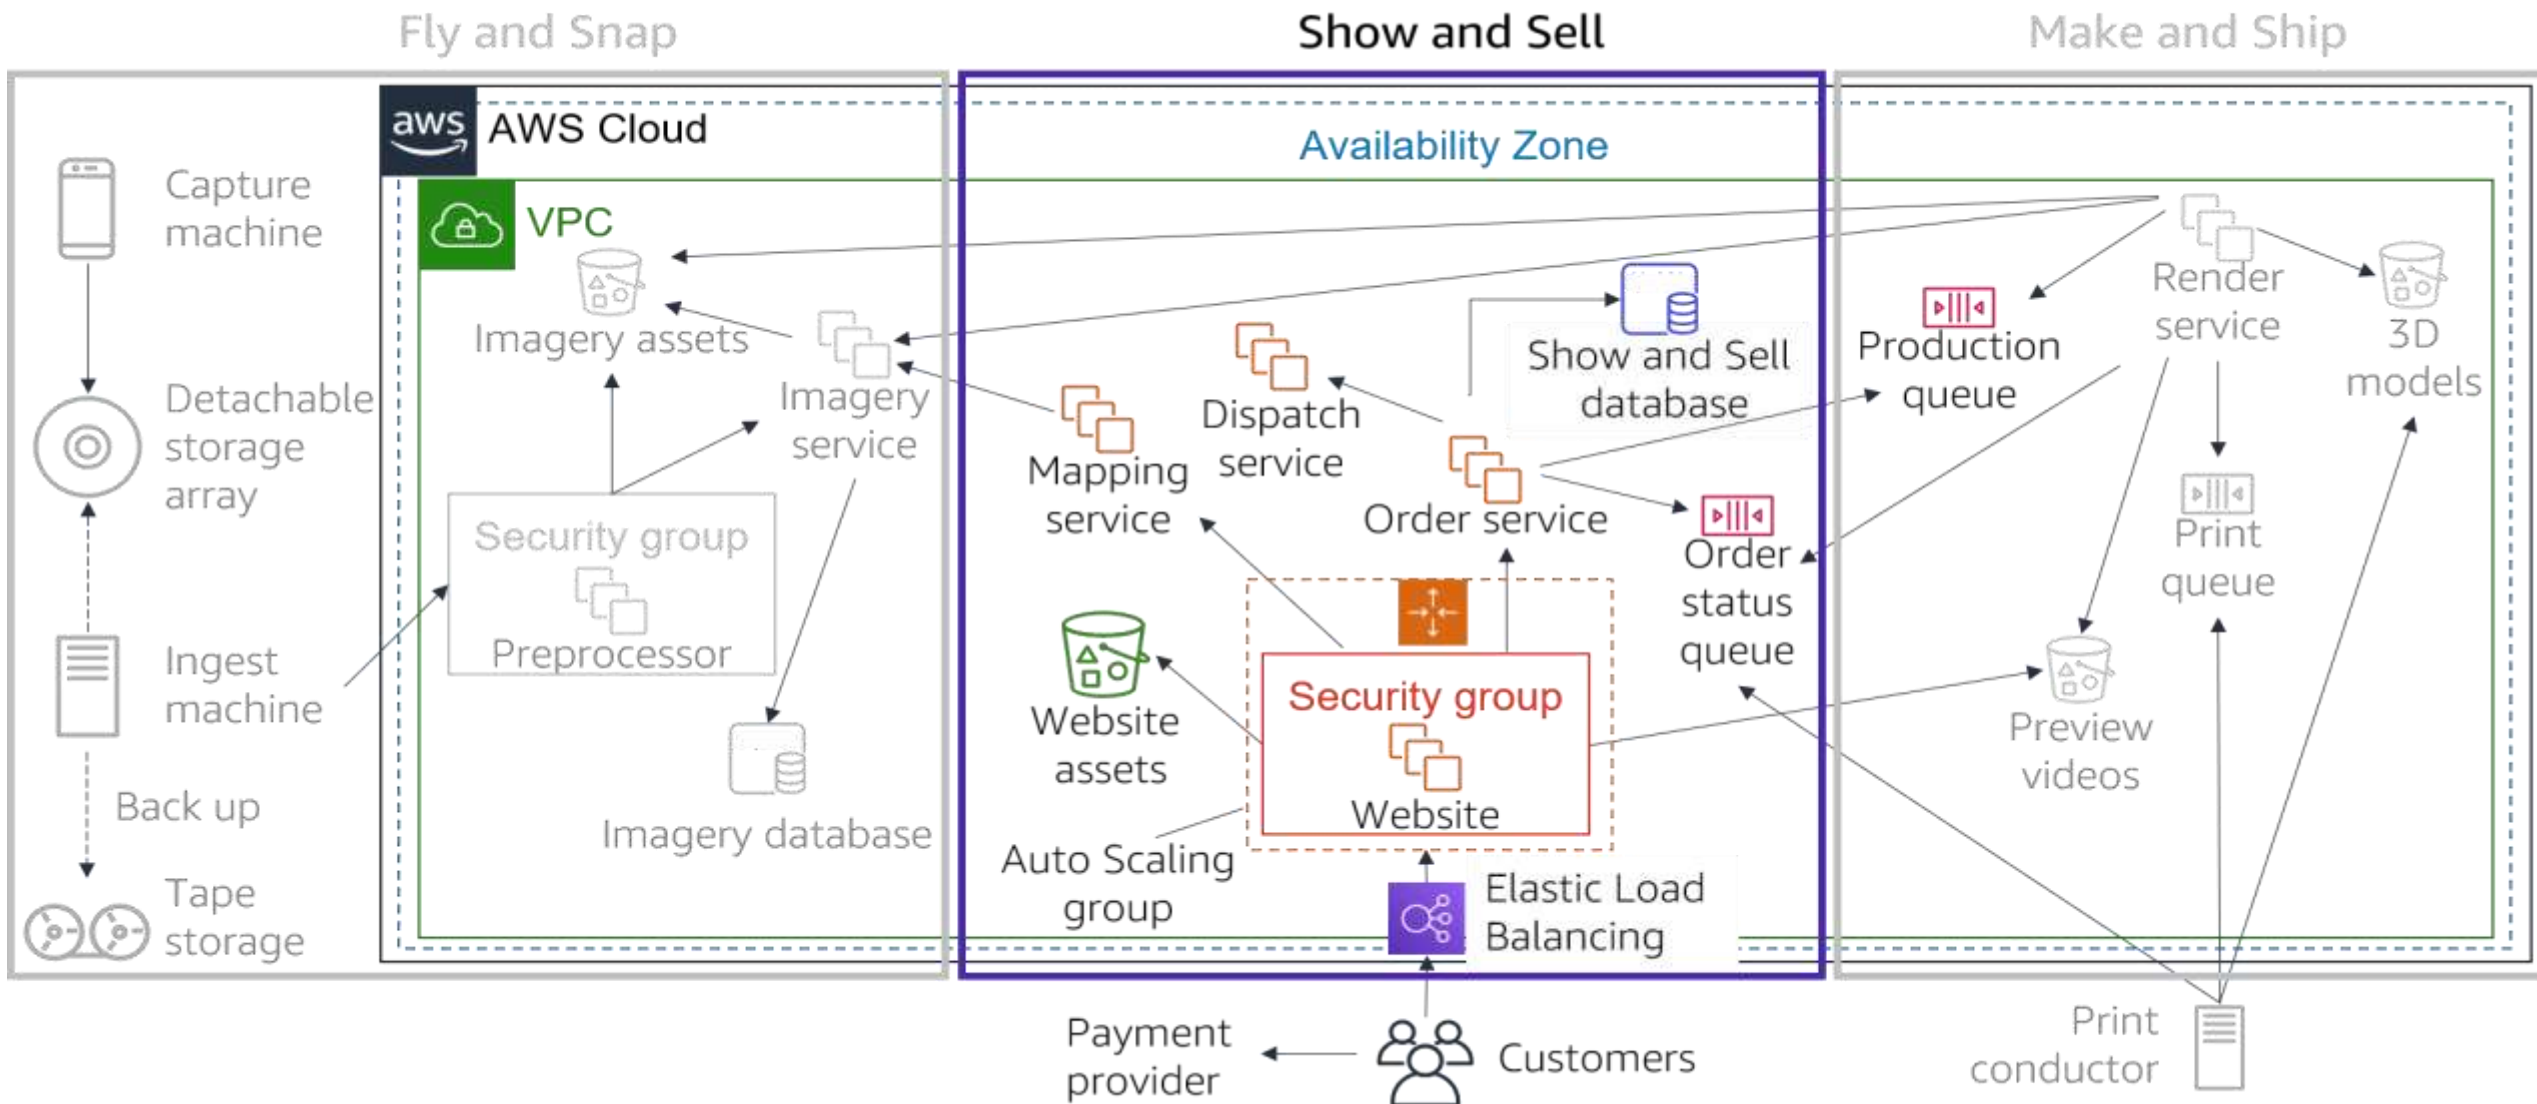 Fly and Snap
Show and Sell
Make and Ship
aws
AWS Cloud
Availability Zone
VPC
Capture
machine
Detachable
storage
array
Ingest
machine
Back up
Tape
storage
Imagery assets
Imagery
service
Security group
Preprocessor
Imagery database
Mapping
service
Dispatch
service
Show and Sell
database
Order service
Order
status
queue
Website
assets
Security group
Website
Auto Scaling
group
Elastic Load
Balancing
Payment
provider
Customers
Production
queue
Render
service
3D
models
Print
queue
Preview
videos
Print
conductor